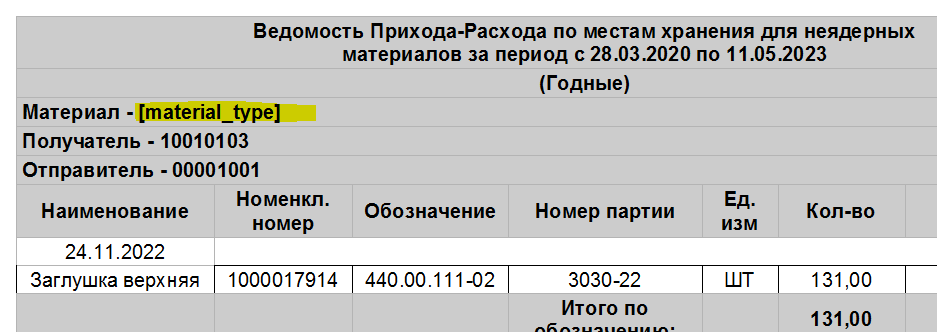 Ведомость Прихода-Расхода по местам хранения для неядерных
материалов за период с 28.03.2020 по 11.05.2023
(Годные)
Материал - [material_type]
Получатель - 10010103
Отправитель - 00001001
Наименование Номенкл. номер Обозначение Номер партии Ед. изм Кол-во
24.11.2022
Заглушка верхняя 1000017914 440.00.111-02 3030-22 ШТ 131,00
Итого по 131,00
обозначению: